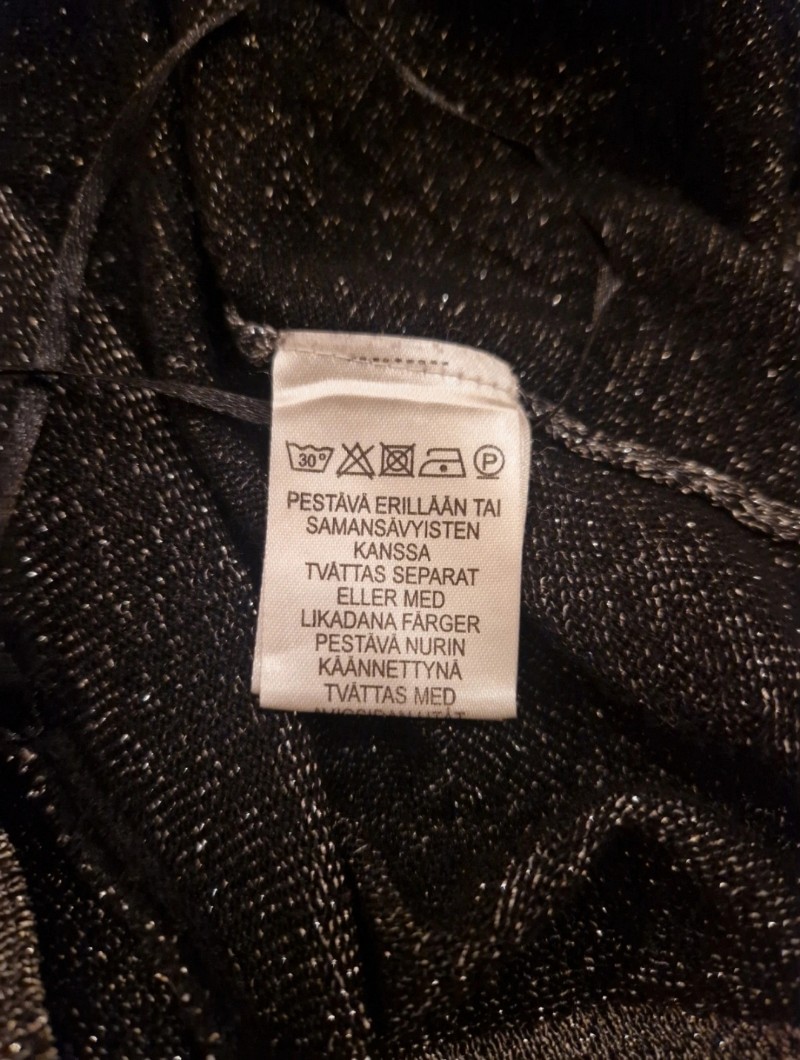 30°
P
PESTÄVÄ ERILLÄÄN TAI
SAMANSÄVYISTEN
KANSSA
TVÄTTAS SEPARAT
ELLER MED
LIKADANA FÄRGER
PESTÄVÄ NURIN
KÄÄNNETTYNÄ
TVÄTTAS MED